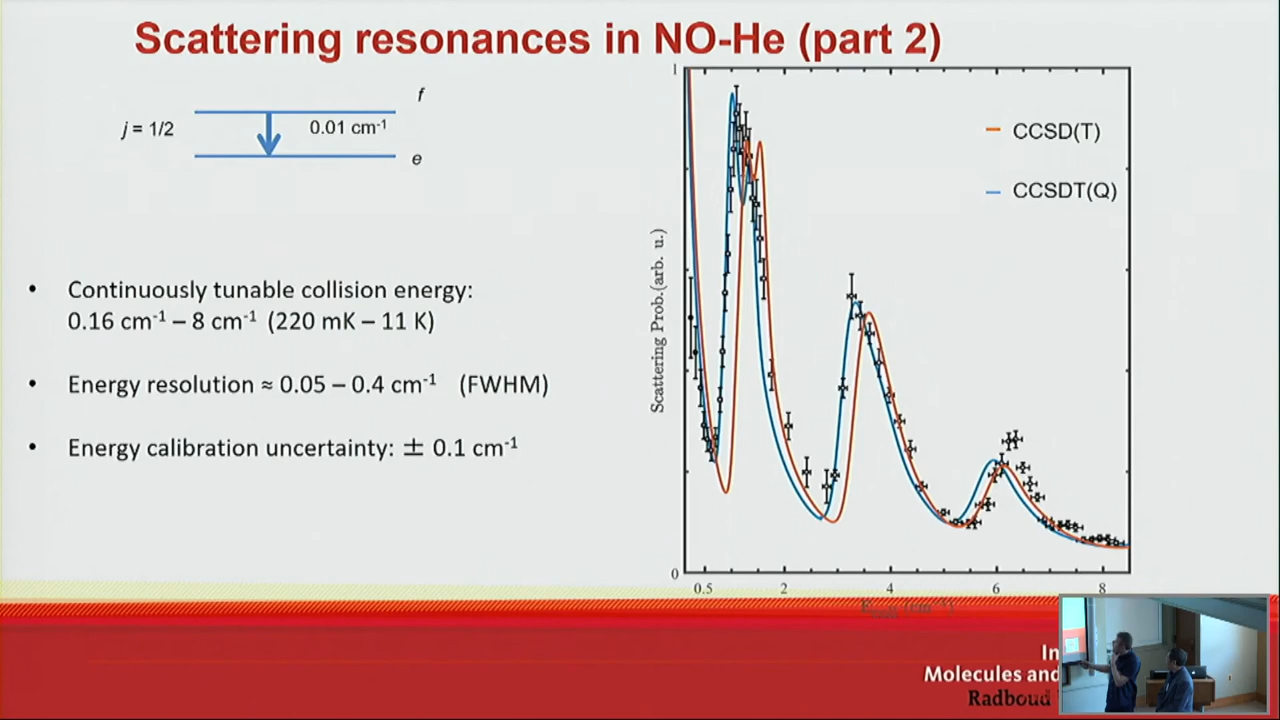 Scattering resonances in NO-He (part 2)
f
j = 1/2
0.01 cm⁻¹
e
• Continuously tunable collision energy:
0.16 cm⁻¹ – 8 cm⁻¹ (220 mK – 11 K)
• Energy resolution ≈ 0.05 – 0.4 cm⁻¹ (FWHM)
• Energy calibration uncertainty: ± 0.1 cm⁻¹
1
CCSD(T)
CCSDT(Q)
Scattering Prob.(arb. u.)
0
0.5 2 4 6 8
In
Molecules and
Radboud